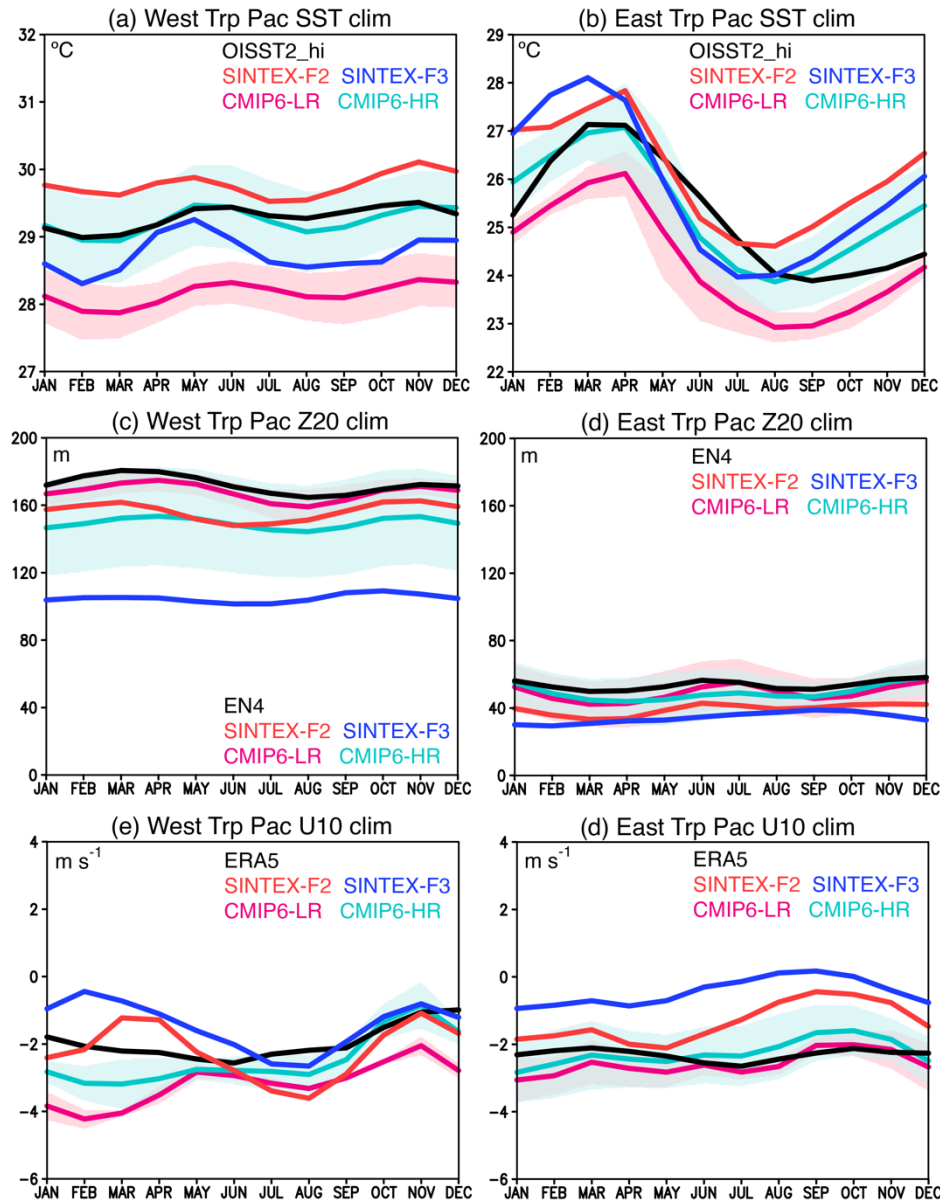 (a) West Trp Pac SST clim
32
31
30
29
28
27
°C
OISST2_hi
SINTEX-F2 SINTEX-F3
CMIP6-LR CMIP6-HR
JAN FEB MAR APR MAY JUN JUL AUG SEP OCT NOV DEC
(b) East Trp Pac SST clim
29
28
27
26
25
24
23
22
°C
OISST2_hi
SINTEX-F2 SINTEX-F3
CMIP6-LR CMIP6-HR
JAN FEB MAR APR MAY JUN JUL AUG SEP OCT NOV DEC
(c) West Trp Pac Z20 clim
200
160
120
80
40
0
m
EN4
SINTEX-F2 SINTEX-F3
CMIP6-LR CMIP6-HR
JAN FEB MAR APR MAY JUN JUL AUG SEP OCT NOV DEC
(d) East Trp Pac Z20 clim
200
160
120
80
40
0
m
EN4
SINTEX-F2 SINTEX-F3
CMIP6-LR CMIP6-HR
JAN FEB MAR APR MAY JUN JUL AUG SEP OCT NOV DEC
(e) West Trp Pac U10 clim
4
2
0
-2
-4
-6
m s⁻¹
ERA5
SINTEX-F2 SINTEX-F3
CMIP6-LR CMIP6-HR
JAN FEB MAR APR MAY JUN JUL AUG SEP OCT NOV DEC
(d) East Trp Pac U10 clim
4
2
0
-2
-4
-6
m s⁻¹
ERA5
SINTEX-F2 SINTEX-F3
CMIP6-LR CMIP6-HR
JAN FEB MAR APR MAY JUN JUL AUG SEP OCT NOV DEC